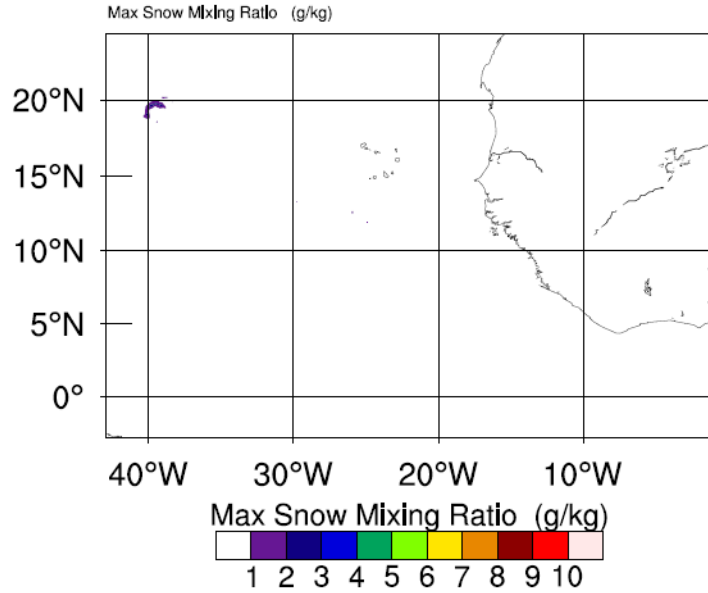 Max Snow Mixing Ratio (g/kg)
20°N
15°N
10°N
5°N
0°
40°W 30°W 20°W 10°W
Max Snow Mixing Ratio (g/kg)
1 2 3 4 5 6 7 8 9 10